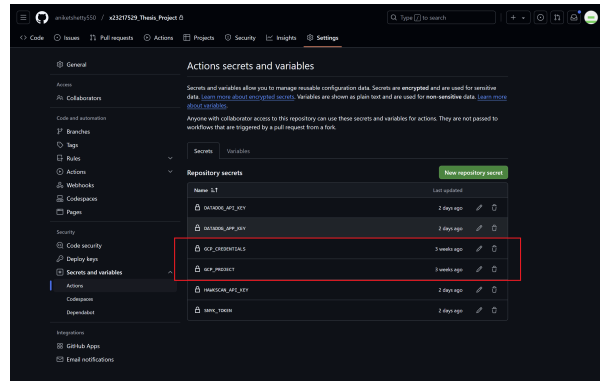 aniketshetty550 / x23217529_Thesis_Project
Type / to search
Code Issues Pull requests Actions Projects Security Insights Settings
General
Access
Collaborators
Code and automation
Branches
Tags
Rules
Actions
Webhooks
Codespaces
Pages
Security
Code security
Deploy keys
Secrets and variables
Actions
Codespaces
Dependabot
Integrations
GitHub Apps
Email notifications
Actions secrets and variables
Secrets and variables allow you to manage reusable configuration data. Secrets are encrypted and are used for sensitive
data. Learn more about encrypted secrets. Variables are shown as plain text and are used for non-sensitive data. Learn more
about variables.
Anyone with collaborator access to this repository can use these secrets and variables for actions. They are not passed to
workflows that are triggered by a pull request from a fork.
Secrets Variables
Repository secrets New repository secret
Name Last updated
DATADOG_API_KEY 2 days ago
DATADOG_APP_KEY 2 days ago
GCP_CREDENTIALS 3 weeks ago
GCP_PROJECT 3 weeks ago
HAWKSCAN_API_KEY 2 days ago
SNYK_TOKEN 2 days ago